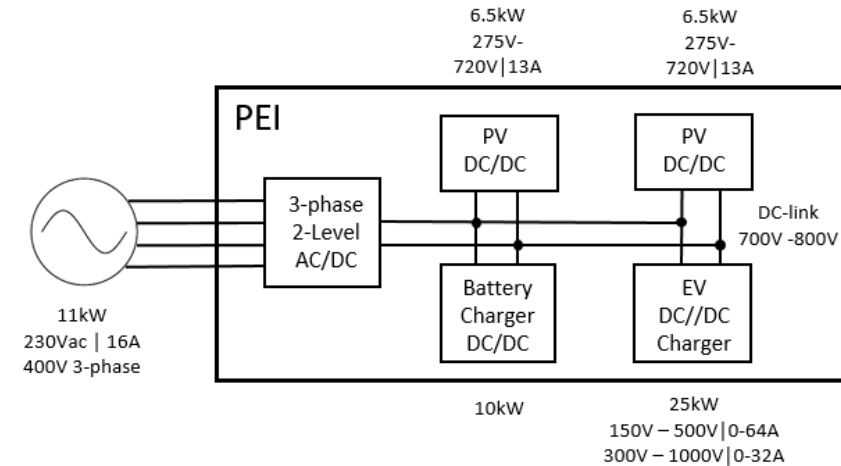 6.5kW
275V-
720V|13A
6.5kW
275V-
720V|13A
PEI
PV
DC/DC
PV
DC/DC
3-phase
2-Level
AC/DC
DC-link
700V -800V
Battery
Charger
DC/DC
EV
DC//DC
Charger
11kW
230Vac | 16A
400V 3-phase
10kW
25kW
150V – 500V|0-64A
300V – 1000V|0-32A